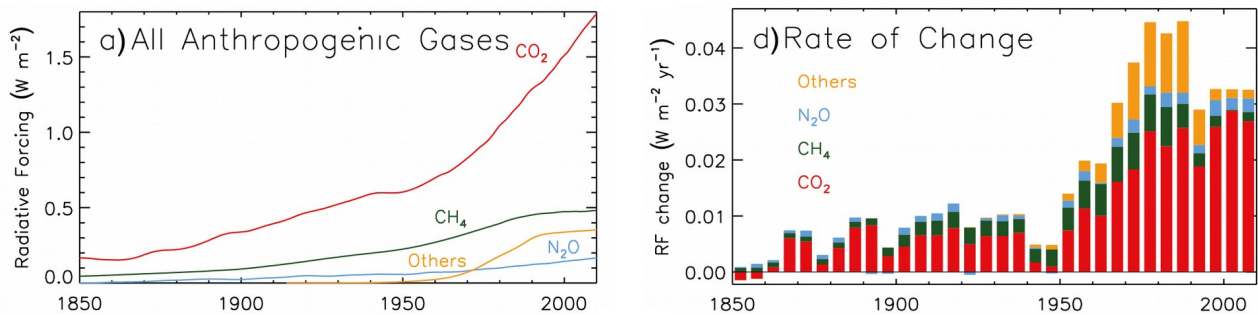 a) All Anthropogenic Gases
Radiative Forcing (W m⁻²)
1.5
1.0
0.5
0.0
CO₂
CH₄
Others
N₂O
1850
1900
1950
2000
d) Rate of Change
RF change (W m⁻² yr⁻¹)
0.04
0.03
0.02
0.01
0.00
Others
N₂O
CH₄
CO₂
1850
1900
1950
2000